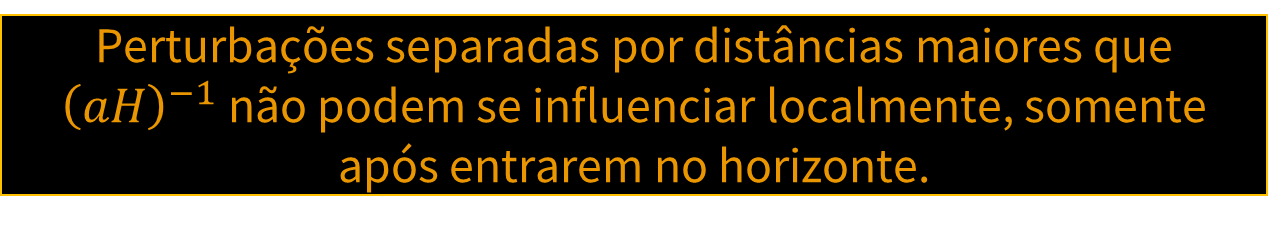 Perturbações separadas por distâncias maiores que
$(aH)^{-1}$ não podem se influenciar localmente, somente
após entrarem no horizonte.